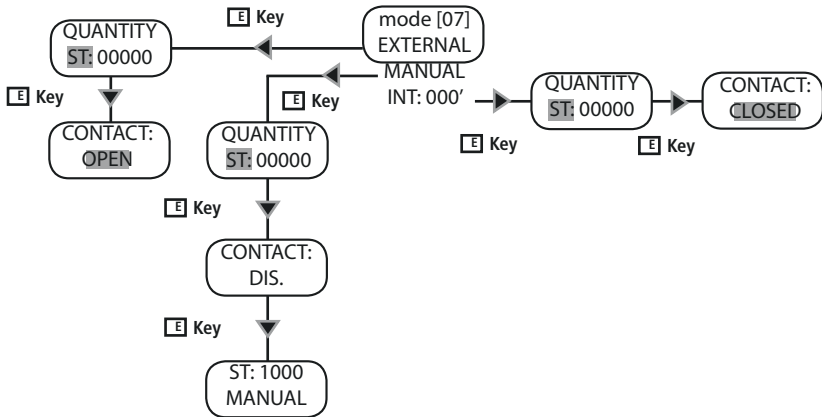 mode [07]
EXTERNAL
MANUAL
INT: 000’
E Key
QUANTITY
ST: 00000
E Key
CONTACT:
OPEN
E Key
QUANTITY
ST: 00000
E Key
CONTACT:
DIS.
E Key
ST: 1000
MANUAL
E Key
QUANTITY
ST: 00000
E Key
CONTACT:
CLOSED